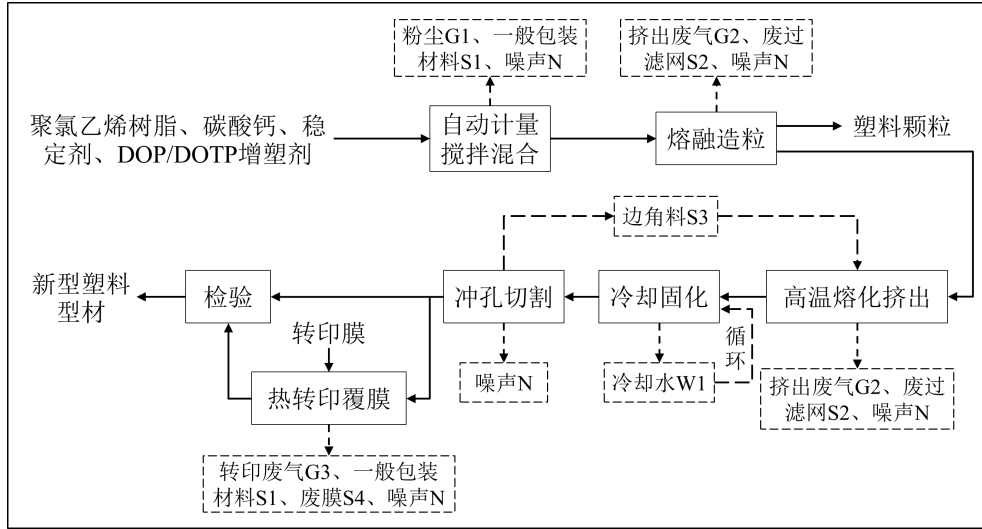 粉尘G1、一般包装
材料S1、噪声N
挤出废气G2、废过
滤网S2、噪声N
聚氯乙烯树脂、碳酸钙、稳
定剂、DOP/DOTP增塑剂
自动计量
搅拌混合
熔融造粒
塑料颗粒
边角料S3
新型塑料
型材
检验
冲孔切割
冷却固化
高温熔化挤出
转印膜
循
环
热转印覆膜
噪声N
冷却水W1
挤出废气G2、废过
滤网S2、噪声N
转印废气G3、一般包装
材料S1、废膜S4、噪声N